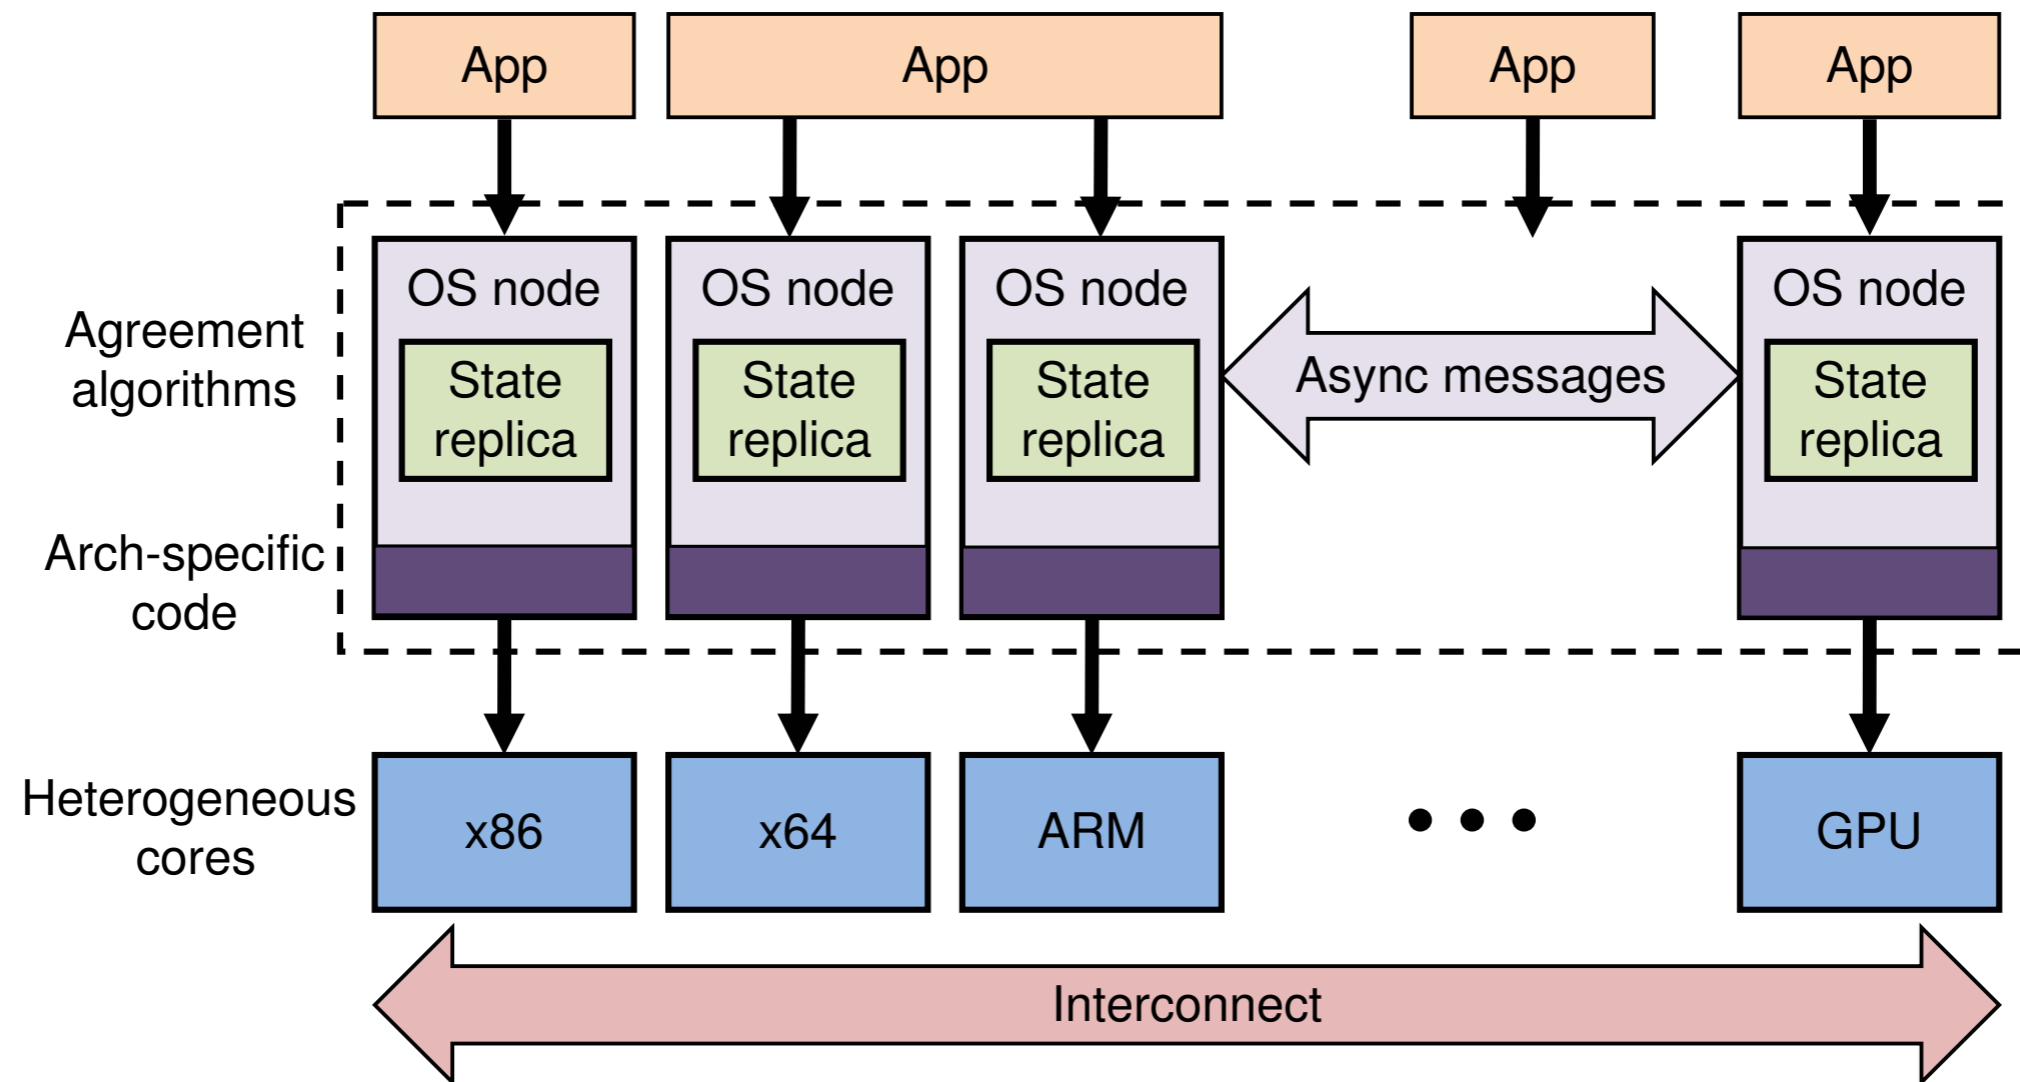 App
App
App
App
OS node
OS node
OS node
OS node
Agreement
algorithms
State
replica
State
replica
State
replica
Async messages
State
replica
Arch-specific
code
Heterogeneous
cores
x86
x64
ARM
GPU
Interconnect